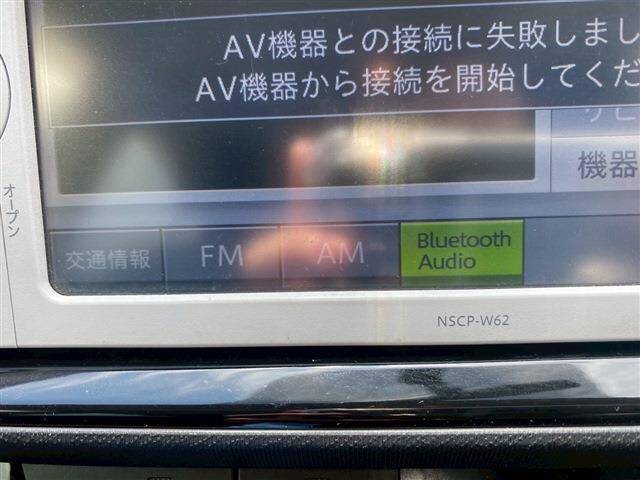 AV機器との接続に失敗しまし
AV機器から接続を開始してくだ
機器
オープン
交通情報
FM
AM
Bluetooth
Audio
NSCP-W62